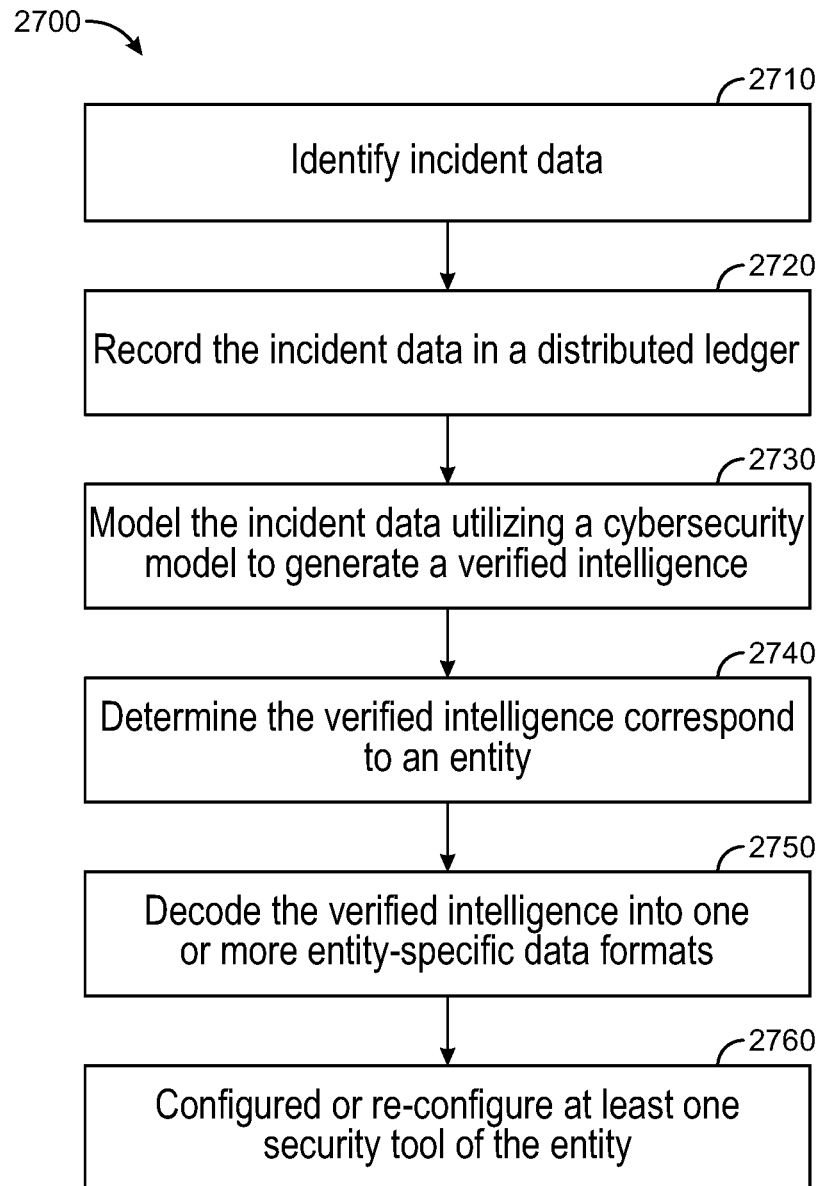 2700
2710
Identify incident data
2720
Record the incident data in a distributed ledger
2730
Model the incident data utilizing a cybersecurity
model to generate a verified intelligence
2740
Determine the verified intelligence correspond
to an entity
2750
Decode the verified intelligence into one
or more entity-specific data formats
2760
Configured or re-configure at least one
security tool of the entity